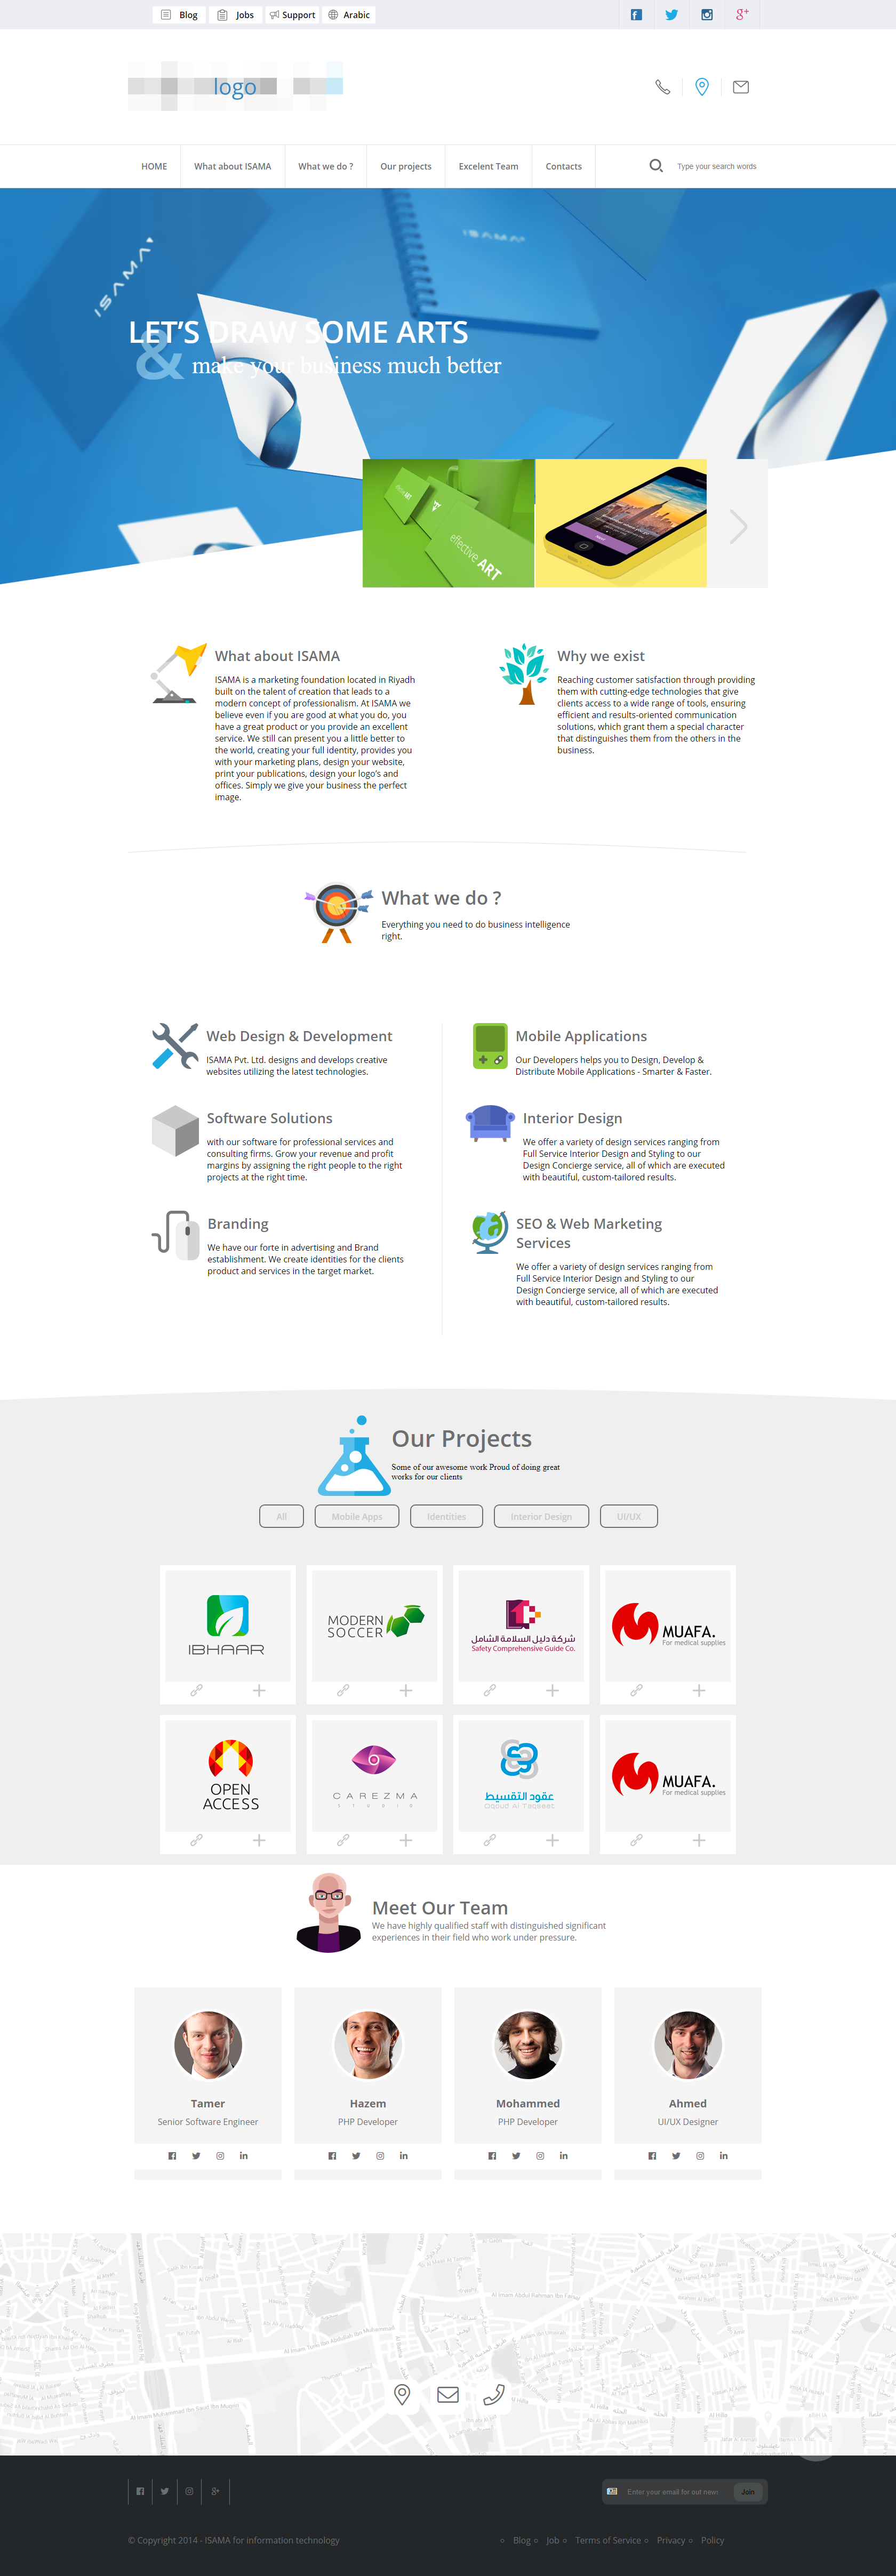 Blog Jobs Support Arabic
logo
HOME What about ISAMA What we do ? Our projects Excelent Team Contacts Type your search words
ISAMA
ISAMA
LET'S DRAW SOME ARTS
& make your business much better
effective ART
What about ISAMA
ISAMA is a marketing foundation located in Riyadh
built on the talent of creation that leads to a
modern concept of professionalism. At ISAMA we
believe even if you are good at what you do, you
have a great product or you provide an excellent
service. We still can present you a little better to
the world, creating your full identity, provides you
with your marketing plans, design your website,
print your publications, design your logo's and
offices. Simply we give your business the perfect
image.
Why we exist
Reaching customer satisfaction through providing
them with cutting-edge technologies that give
clients access to a wide range of tools, ensuring
efficient and results-oriented communication
solutions, which grant them a special character
that distinguishes them from the others in the
business.
What we do ?
Everything you need to do business intelligence
right.
Web Design & Development
ISAMA Pvt. Ltd. designs and develops creative
websites utilizing the latest technologies.
Mobile Applications
Our Developers helps you to Design, Develop &
Distribute Mobile Applications - Smarter & Faster.
Software Solutions
with our software for professional services and
consulting firms. Grow your revenue and profit
margins by assigning the right people to the right
projects at the right time.
Interior Design
We offer a variety of design services ranging from
Full Service Interior Design and Styling to our
Design Concierge service, all of which are executed
with beautiful, custom-tailored results.
Branding
We have our forte in advertising and Brand
establishment. We create identities for the clients
product and services in the target market.
SEO & Web Marketing
Services
We offer a variety of design services ranging from
Full Service Interior Design and Styling to our
Design Concierge service, all of which are executed
with beautiful, custom-tailored results.
Our Projects
Some of our awesome work Proud of doing great
works for our clients
All Mobile Apps Identities Interior Design UI/UX
IBHAAR
MODERN
SOCCER
شركة دليل السلامة الشامل
Safety Comprehensive Guide Co.
MUAFA.
For medical supplies
OPEN
ACCESS
CAREZMA
عقود التقسيط
Oqoud Al Taqseet
MUAFA.
For medical supplies
Meet Our Team
We have highly qualified staff with distinguished significant
experiences in their field who work under pressure.
Tamer
Senior Software Engineer
Hazem
PHP Developer
Mohammed
PHP Developer
Ahmed
UI/UX Designer
Enter your email for out news Join
© Copyright 2014 - ISAMA for information technology
Blog Job Terms of Service Privacy Policy